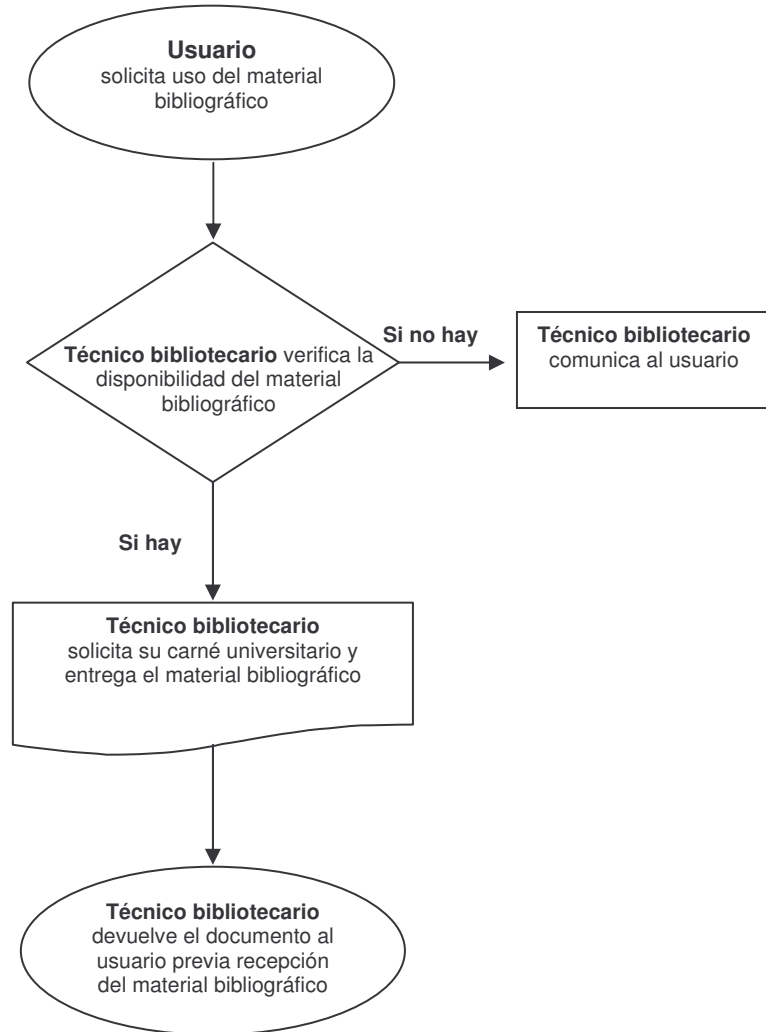 Usuario
solicita uso del material
bibliográfico
Técnico bibliotecario verifica la
disponibilidad del material
bibliográfico
Si no hay
Técnico bibliotecario
comunica al usuario
Si hay
Técnico bibliotecario
solicita su carné universitario y
entrega el material bibliográfico
Técnico bibliotecario
devuelve el documento al
usuario previa recepción
del material bibliográfico